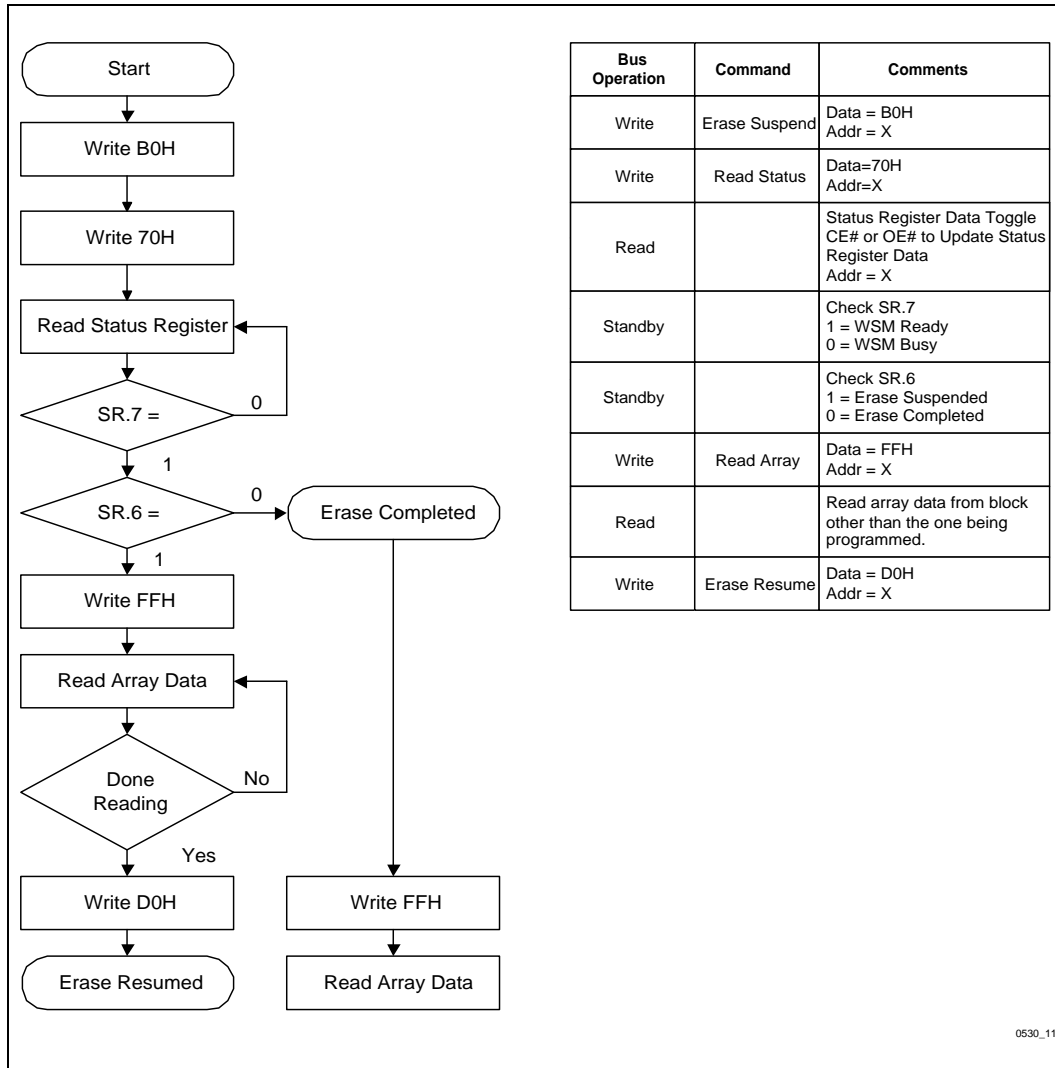 Start
Write B0H
Write 70H
Read Status Register
SR.7 =
0
1
SR.6 =
0
Erase Completed
1
Write FFH
Read Array Data
Done
Reading
No
Yes
Write D0H
Write FFH
Erase Resumed
Read Array Data
Bus
Operation
Command
Comments
Write
Erase Suspend
Data = B0H
Addr = X
Write
Read Status
Data=70H
Addr=X
Read
Status Register Data Toggle
CE# or OE# to Update Status
Register Data
Addr = X
Standby
Check SR.7
1 = WSM Ready
0 = WSM Busy
Standby
Check SR.6
1 = Erase Suspended
0 = Erase Completed
Write
Read Array
Data = FFH
Addr = X
Read
Read array data from block
other than the one being
programmed.
Write
Erase Resume
Data = D0H
Addr = X
0530_11